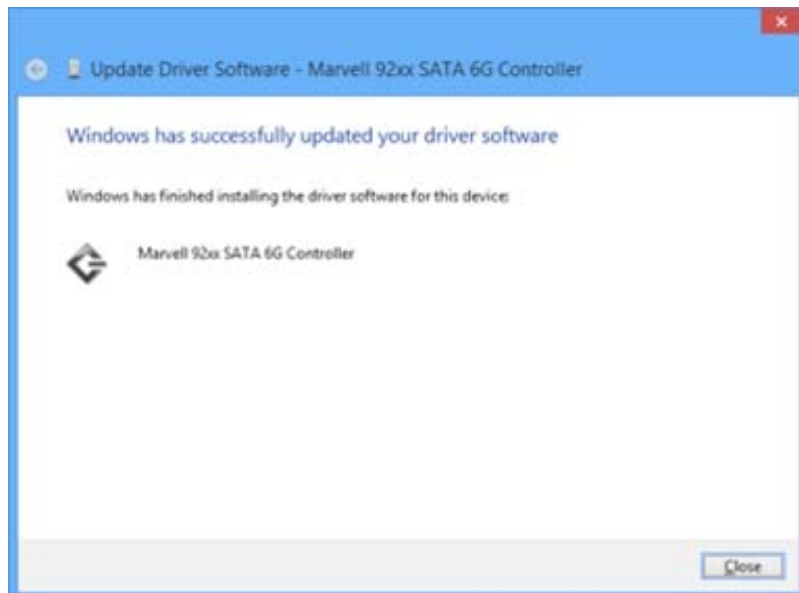 Update Driver Software - Marvell 92xx SATA 6G Controller
Windows has successfully updated your driver software
Windows has finished installing the driver software for this device:
Marvell 92xx SATA 6G Controller
Close